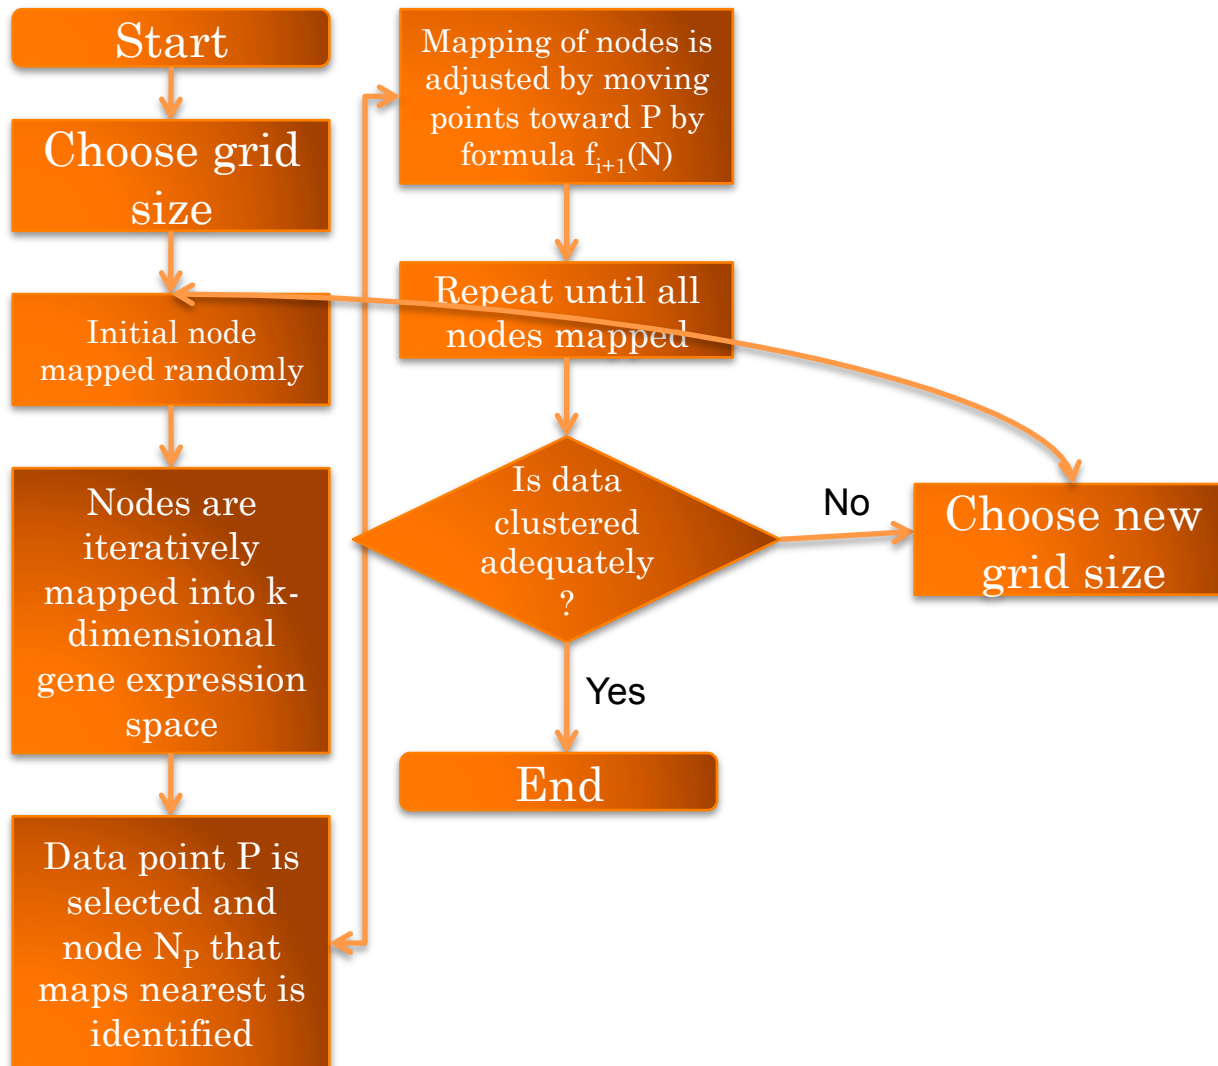 Start
Choose grid
size
Initial node
mapped randomly
Nodes are
iteratively
mapped into k-
dimensional
gene expression
space
Data point P is
selected and
node N_P that
maps nearest is
identified
Mapping of nodes is
adjusted by moving
points toward P by
formula f_{i+1}(N)
Repeat until all
nodes mapped
Is data
clustered
adequately
?
No
Choose new
grid size
Yes
End